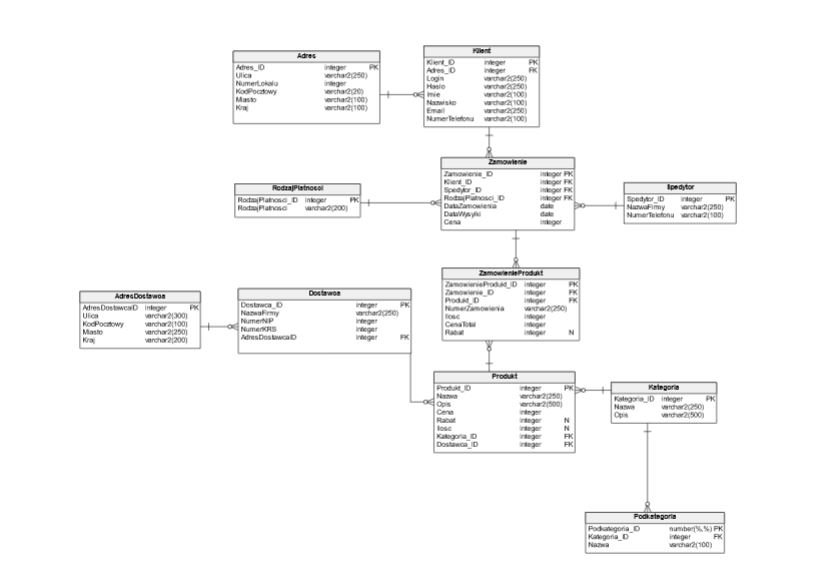 Adres
Adres_ID integer PK
Ulica varchar2(250)
NumerLokalu integer
KodPocztowy varchar2(20)
Miasto varchar2(100)
Kraj varchar2(100)
Klient
Klient_ID integer PK
Adres_ID integer FK
Login varchar2(250)
Haslo varchar2(250)
Imie varchar2(100)
Nazwisko varchar2(100)
Email varchar2(250)
NumerTelefonu varchar2(100)
Zamowienie
Zamowienie_ID integer PK
Klient_ID integer FK
Spedytor_ID integer FK
RodzajPlatnosci_ID integer FK
DataZamowienia date
DataWysylki date
Cena integer
RodzajPlatnosci
RodzajPlatnosci_ID integer PK
RodzajPlatnosci varchar2(200)
Spedytor
Spedytor_ID integer PK
NazwaFirmy varchar2(250)
NumerTelefonu varchar2(100)
ZamowienieProdukt
ZamowienieProdukt_ID integer PK
Zamowienie_ID integer FK
Produkt_ID integer FK
NumerZamowienia varchar2(250)
Ilosc integer
CenaTotal integer
Rabat integer N
AdresDostawca
AdresDostawcaID integer PK
Ulica varchar2(300)
KodPocztowy varchar2(100)
Miasto varchar2(250)
Kraj varchar2(200)
Dostawca
Dostawca_ID integer PK
NazwaFirmy varchar2(250)
NumerNIP integer
NumerKRS integer
AdresDostawcaID integer FK
Produkt
Produkt_ID integer PK
Nazwa varchar2(250)
Opis varchar2(500)
Cena integer
Rabat integer N
Ilosc integer N
Kategoria_ID integer FK
Dostawca_ID integer FK
Kategoria
Kategoria_ID integer PK
Nazwa varchar2(250)
Opis varchar2(500)
Podkategoria
Podkategoria_ID number(%,%) PK
Kategoria_ID integer FK
Nazwa varchar2(100)